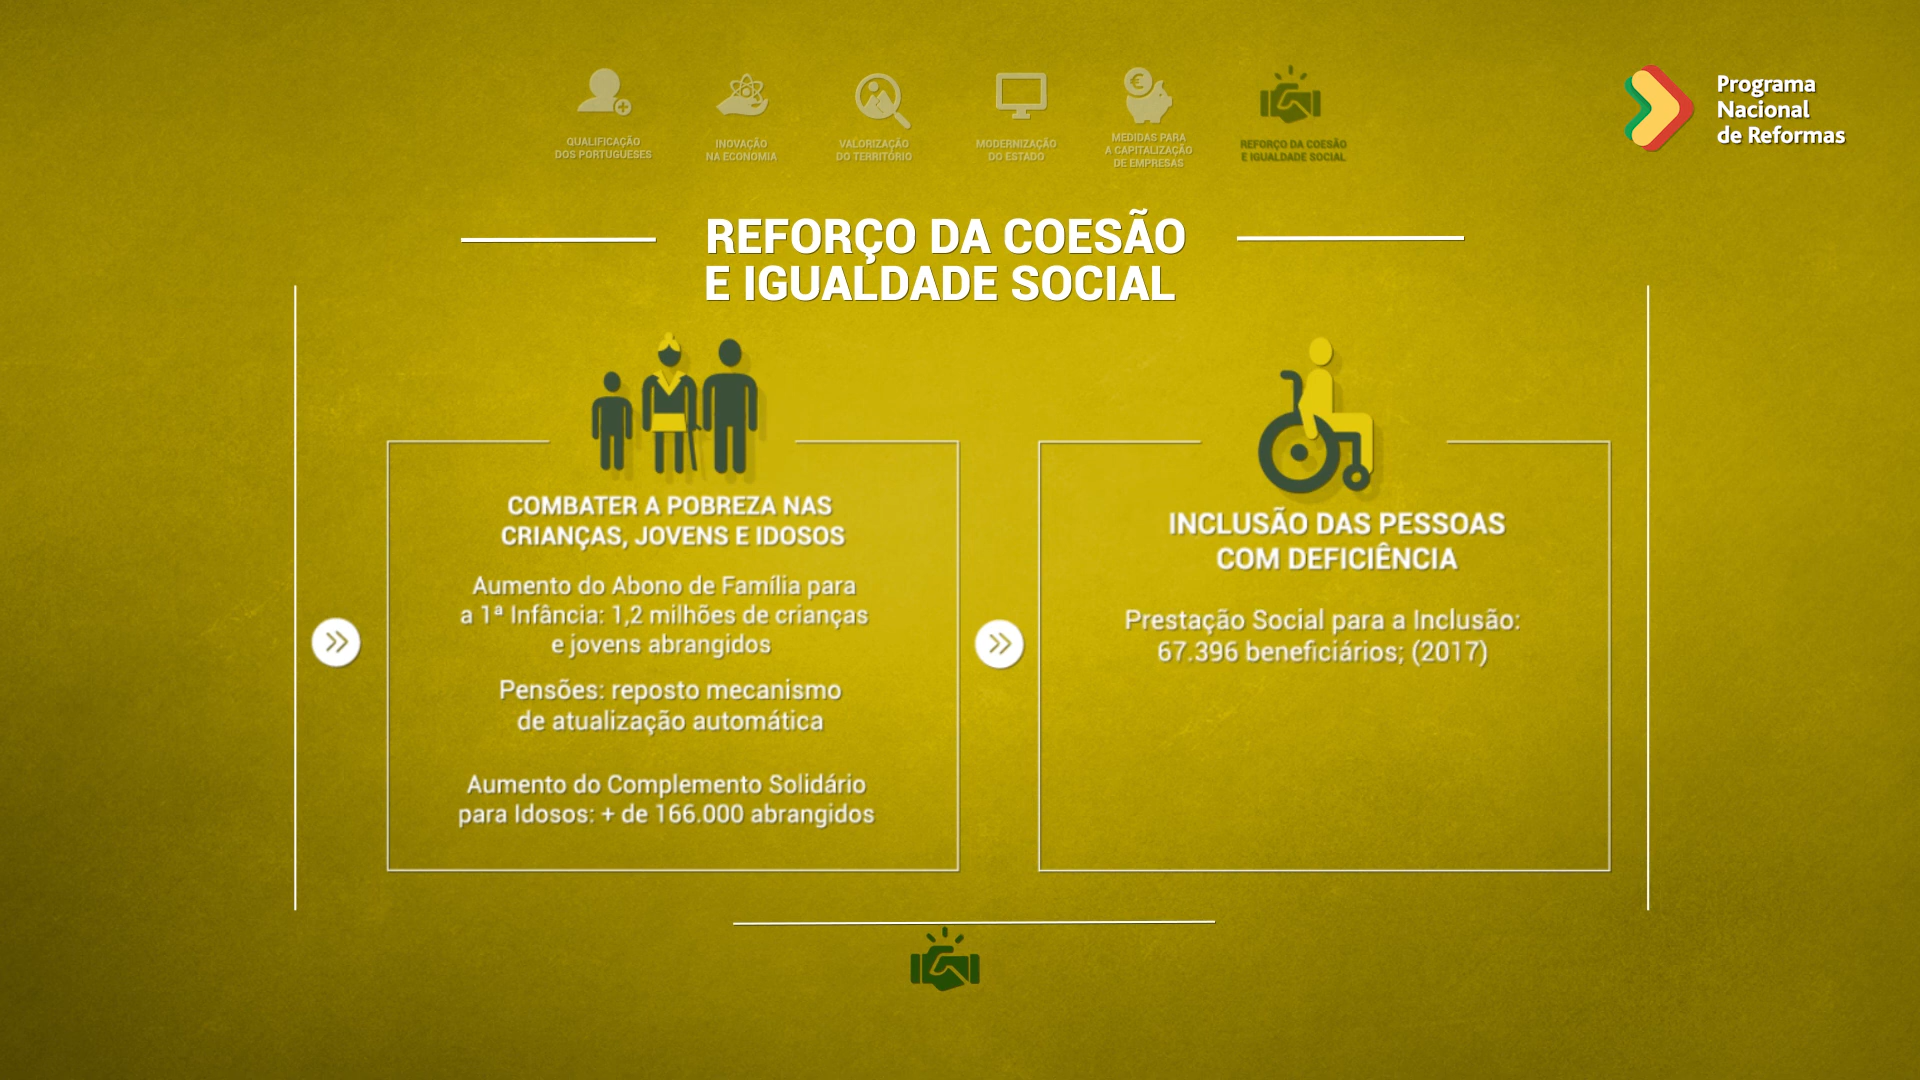 QUALIFICAÇÃO
DOS PORTUGUESES
INOVAÇÃO
NA ECONOMIA
VALORIZAÇÃO
DO TERRITÓRIO
MODERNIZAÇÃO
DO ESTADO
MEDIDAS PARA
A CAPITALIZAÇÃO
DE EMPRESAS
REFORÇO DA COESÃO
E IGUALDADE SOCIAL
Programa
Nacional
de Reformas
REFORÇO DA COESÃO
E IGUALDADE SOCIAL
COMBATER A POBREZA NAS
CRIANÇAS, JOVENS E IDOSOS
Aumento do Abono de Família para
a 1ª Infância: 1,2 milhões de crianças
e jovens abrangidos
Pensões: reposto mecanismo
de atualização automática
Aumento do Complemento Solidário
para Idosos: + de 166.000 abrangidos
INCLUSÃO DAS PESSOAS
COM DEFICIÊNCIA
Prestação Social para a Inclusão:
67.396 beneficiários; (2017)